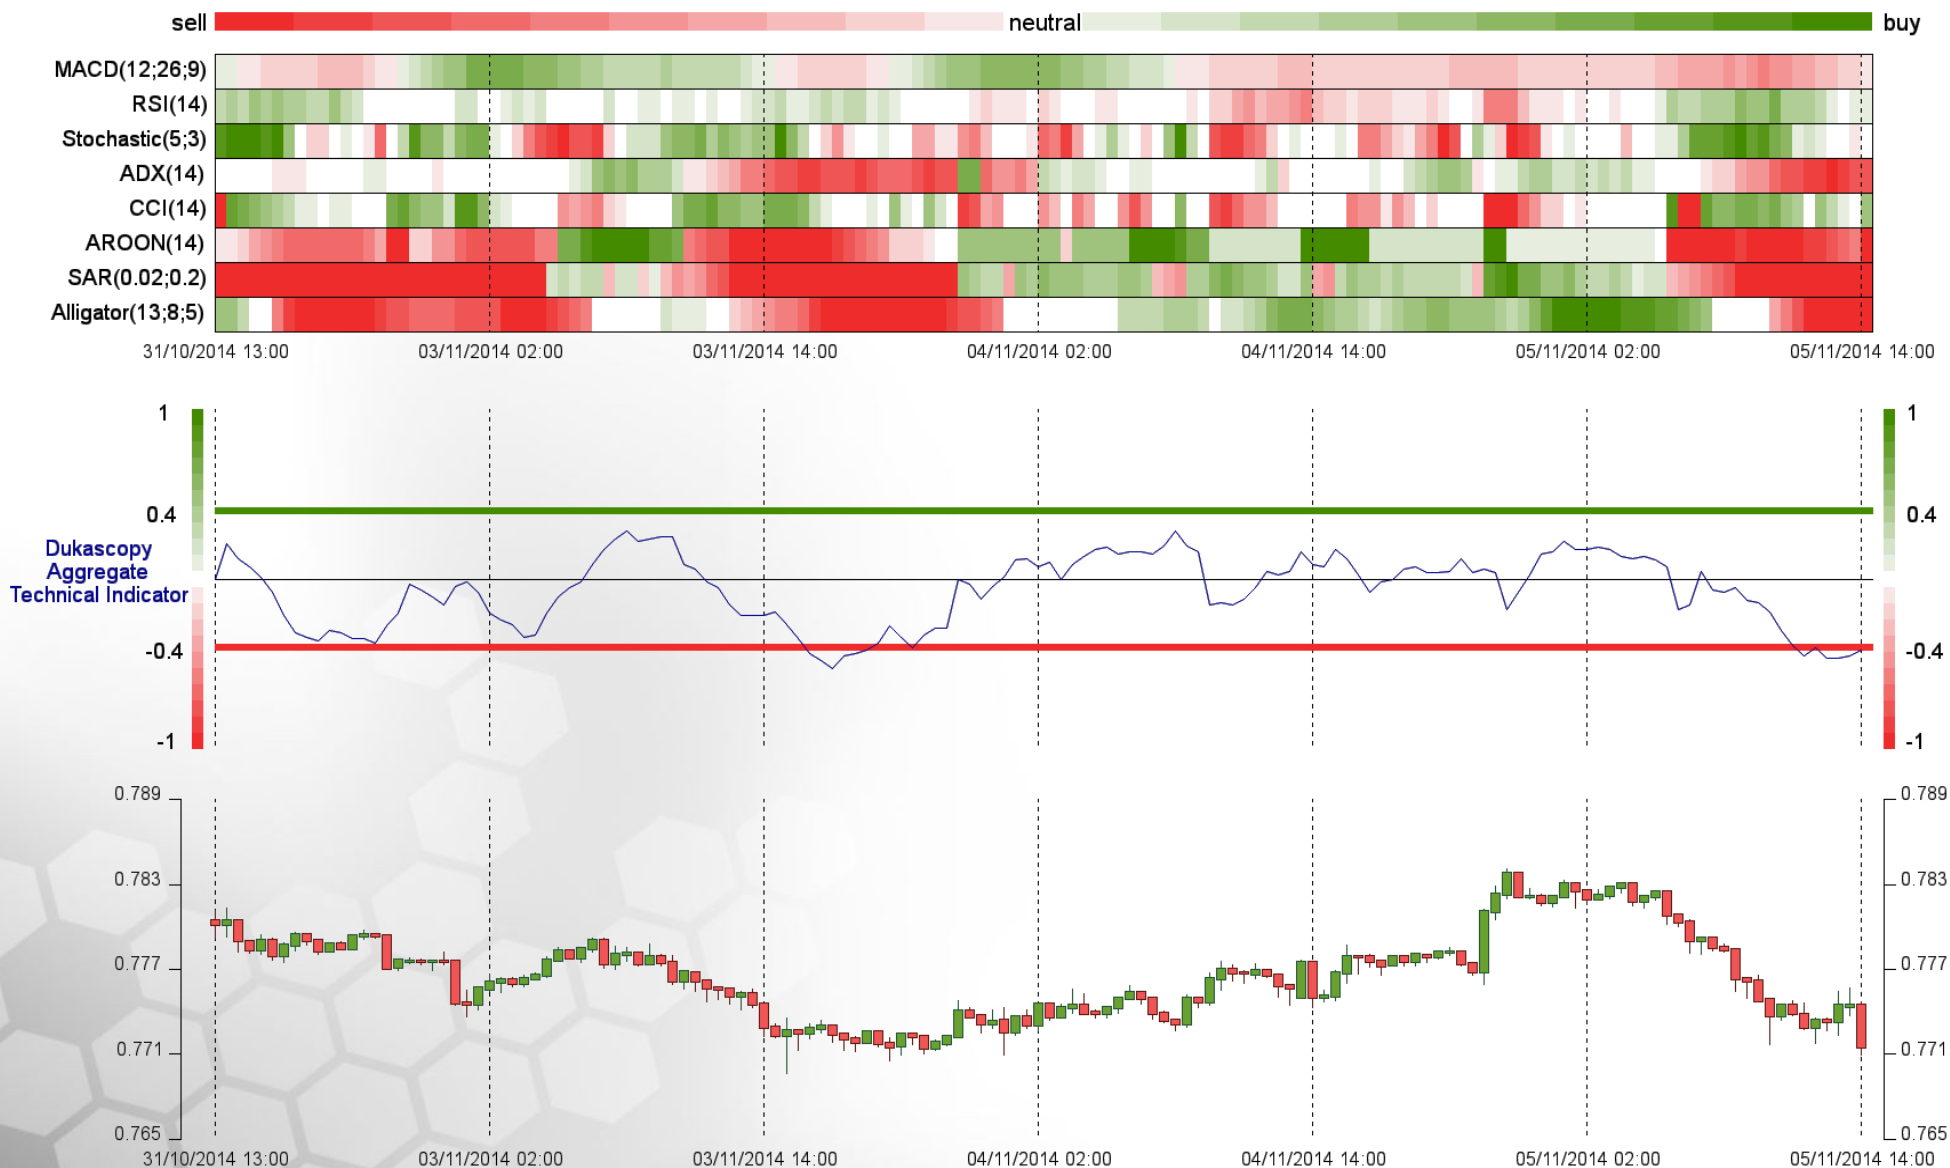 sell neutral buy
MACD(12;26;9)
RSI(14)
Stochastic(5;3)
ADX(14)
CCI(14)
AROON(14)
SAR(0.02;0.2)
Alligator(13;8;5)
31/10/2014 13:00 03/11/2014 02:00 03/11/2014 14:00 04/11/2014 02:00 04/11/2014 14:00 05/11/2014 02:00 05/11/2014 14:00
1 1
0.4 0.4
Dukascopy
Aggregate
Technical Indicator
-0.4 -0.4
-1 -1
0.789 0.789
0.783 0.783
0.777 0.777
0.771 0.771
0.765 0.765
31/10/2014 13:00 03/11/2014 02:00 03/11/2014 14:00 04/11/2014 02:00 04/11/2014 14:00 05/11/2014 02:00 05/11/2014 14:00